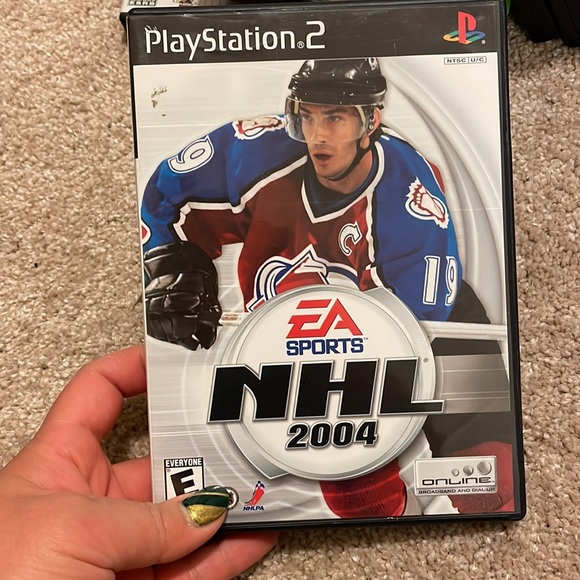 PlayStation®2
NTSC U/C
19
C
19
EA
SPORTS
NHL
2004
EVERYONE
E
NHLPA
ONLINE
BROADBAND AND DIAL-UP